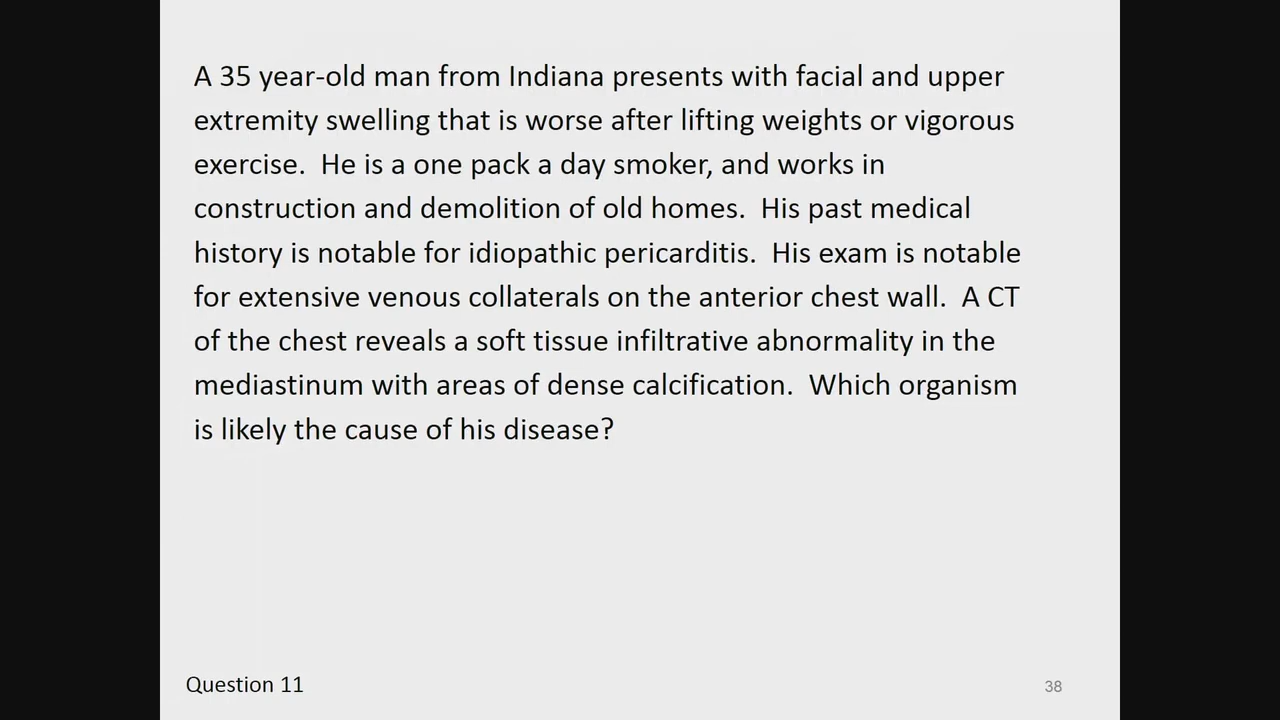 A 35 year-old man from Indiana presents with facial and upper
extremity swelling that is worse after lifting weights or vigorous
exercise.  He is a one pack a day smoker, and works in
construction and demolition of old homes.  His past medical
history is notable for idiopathic pericarditis.  His exam is notable
for extensive venous collaterals on the anterior chest wall.  A CT
of the chest reveals a soft tissue infiltrative abnormality in the
mediastinum with areas of dense calcification.  Which organism
is likely the cause of his disease?
Question 11
38